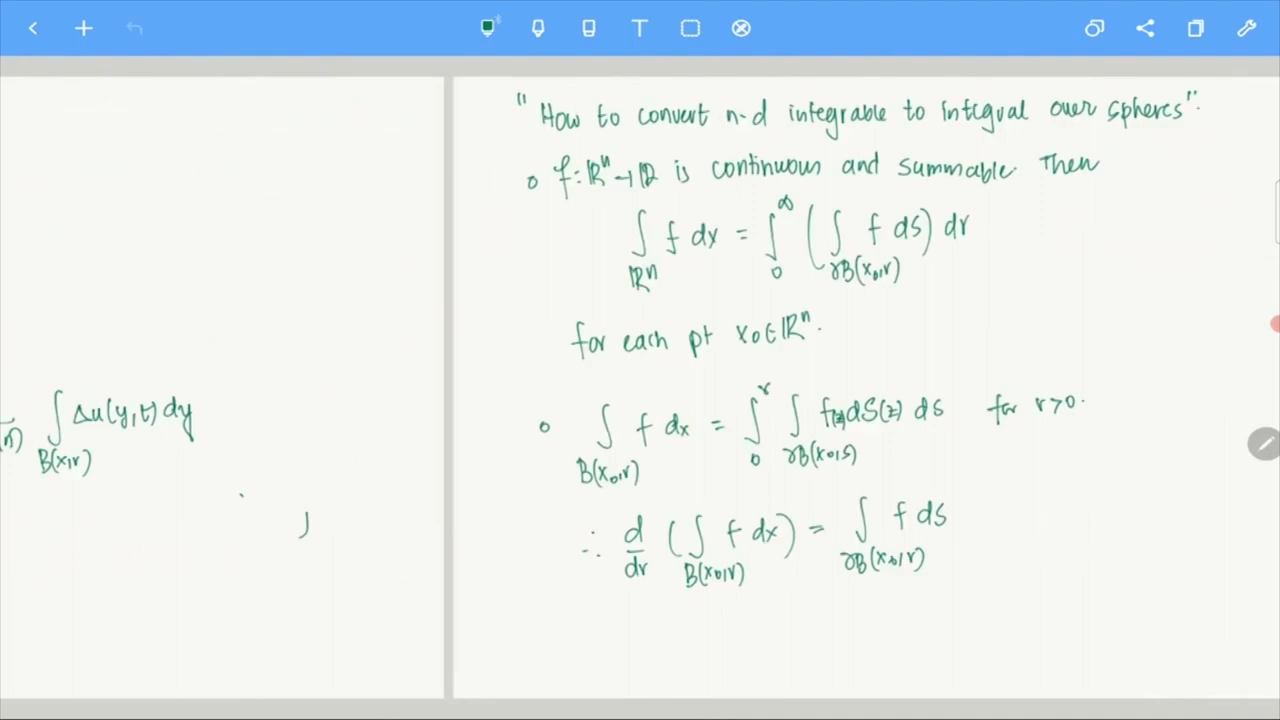 "How to convert n-d integrable to integral over spheres".
o f: ℝⁿ → ℝ is continuous and summable. Then
∫_{ℝⁿ} f dx = ∫_0^∞ ( ∫_{∂B(x₀,r)} f dS ) dr
for each pt x₀ ∈ ℝⁿ.
∫_{B(x,r)} Δu(y,t) dy
o ∫_{B(x₀,r)} f dx = ∫_0^r ∫_{∂B(x₀,s)} f(z) dS(z) ds for r>0.
∴ d/dr ( ∫_{B(x₀,r)} f dx ) = ∫_{∂B(x₀,r)} f dS